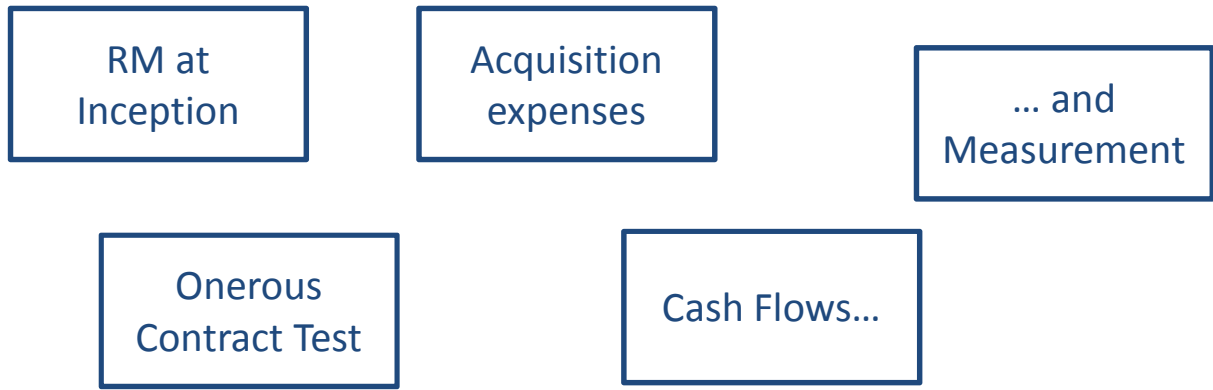 RM at
Inception
Acquisition
expenses
… and
Measurement
Onerous
Contract Test
Cash Flows…